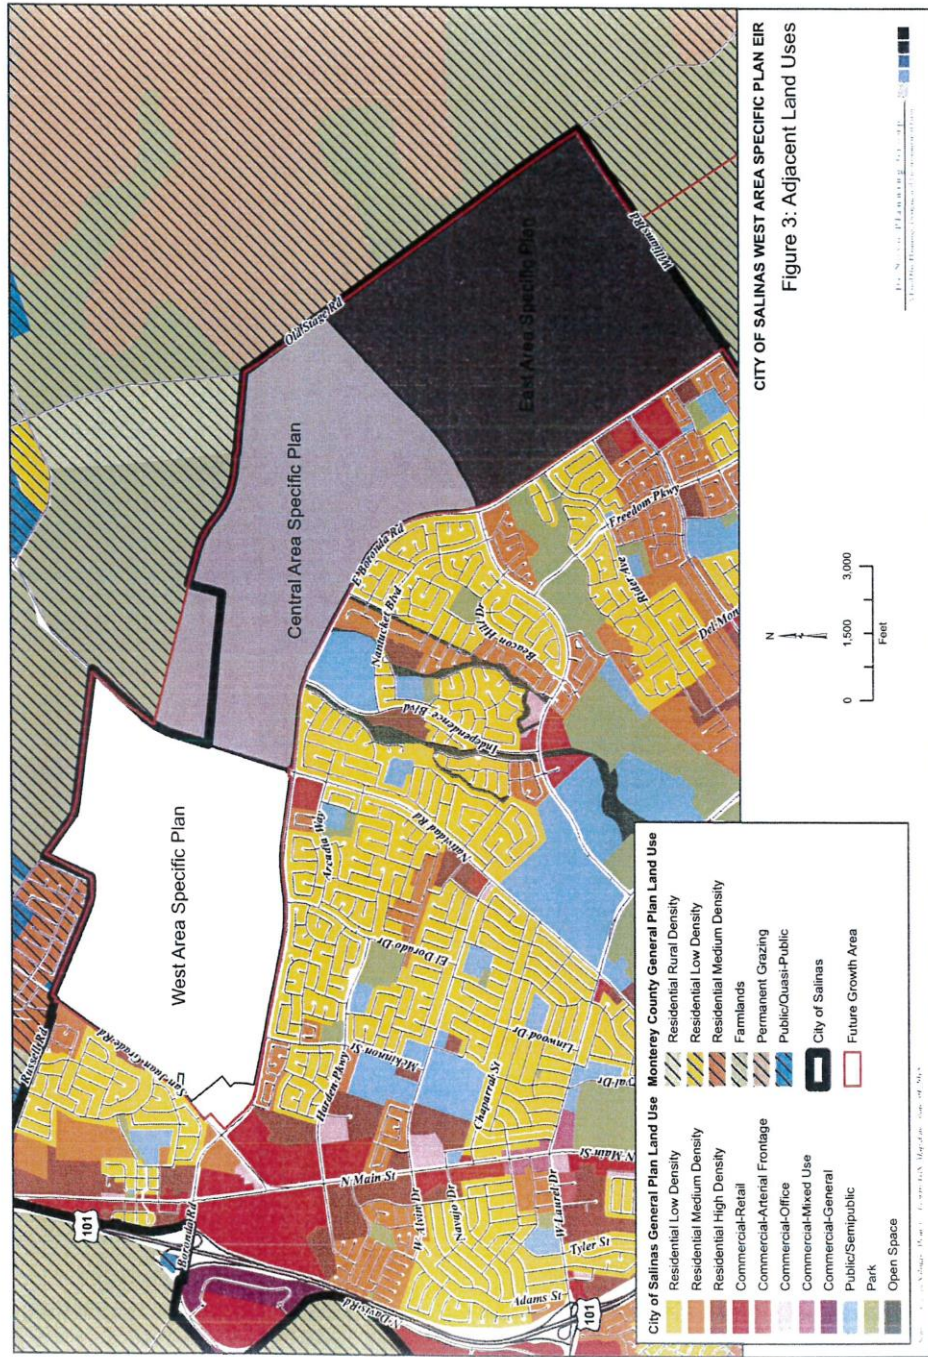 CITY OF SALINAS WEST AREA SPECIFIC PLAN EIR
Figure 3: Adjacent Land Uses
West Area Specific Plan
Central Area Specific Plan
East Area Specific Plan
Old Stage Rd
Williams Rd
Russell Rd
San Juan Grade Rd
E Boronda Rd
Nantucket Blvd
Beacon Hill Dr
Independence Blvd
Freedom Pkwy
Rider Ave
Arcadia Way
Natividad Rd
El Dorado Dr
McKinnon St
Harden Pkwy
Chaparral St
Linwood Dr
101
Boronda Rd
N Main St
W Alvin Dr
Navajo Dr
N Main St
W Laurel Dr
Tyler St
Adams St
N Davis Rd
101
N
0 1,500 3,000
Feet
City of Salinas General Plan Land Use
Residential Low Density
Residential Medium Density
Residential High Density
Commercial-Retail
Commercial-Arterial Frontage
Commercial-Office
Commercial-Mixed Use
Commercial-General
Public/Semipublic
Park
Open Space
Monterey County General Plan Land Use
Residential Rural Density
Residential Low Density
Residential Medium Density
Farmlands
Permanent Grazing
Public/Quasi-Public
City of Salinas
Future Growth Area